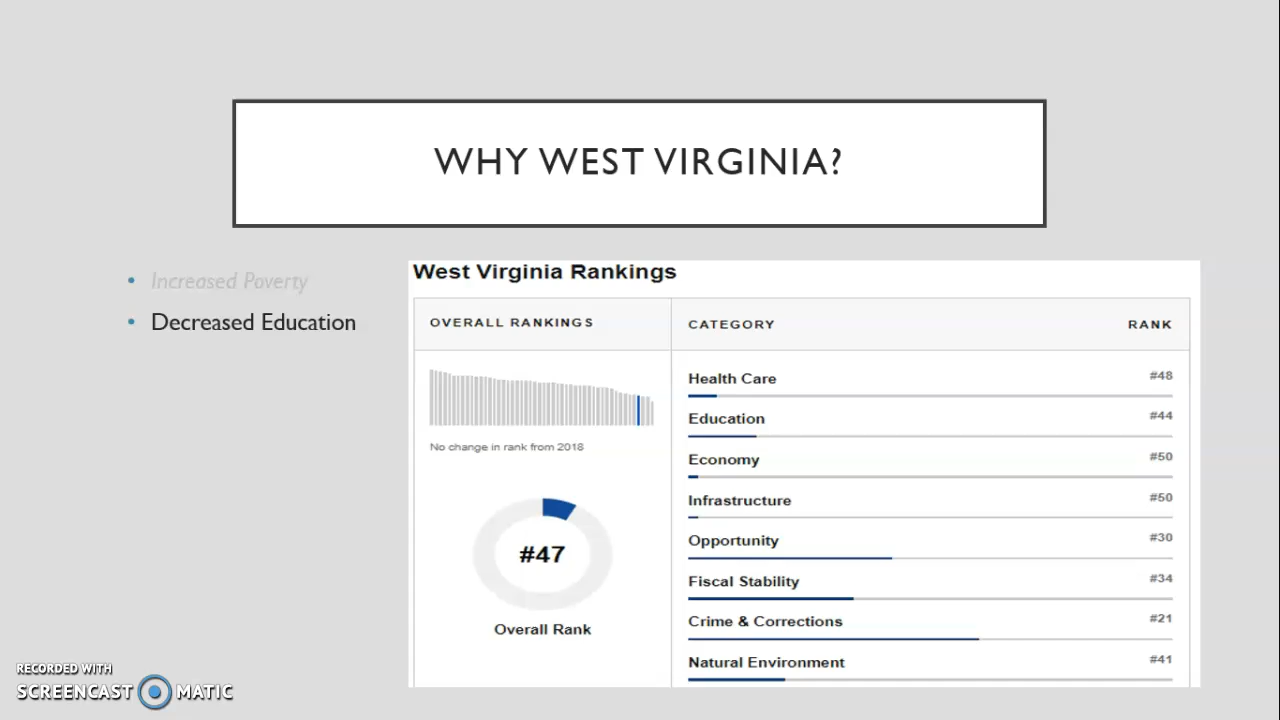 WHY WEST VIRGINIA?
• Increased Poverty
• Decreased Education
West Virginia Rankings
OVERALL RANKINGS
No change in rank from 2018
#47
Overall Rank
CATEGORY RANK
Health Care #48
Education #44
Economy #50
Infrastructure #50
Opportunity #30
Fiscal Stability #34
Crime & Corrections #21
Natural Environment #41
RECORDED WITH
SCREENCAST MATIC